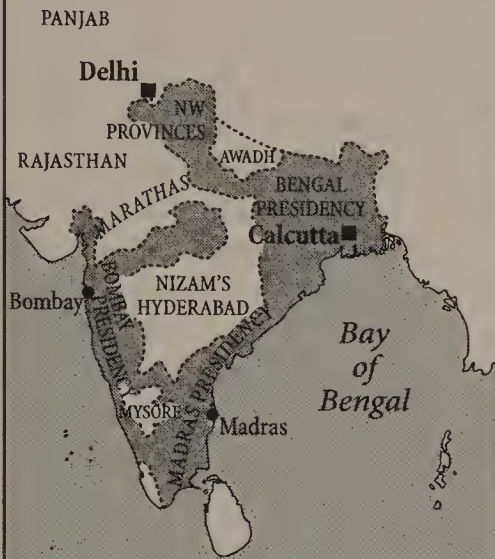 PANJAB
Delhi
NW
PROVINCES
RAJASTHAN
AWADH
MARATHAS
BENGAL
PRESIDENCY
Calcutta
NIZAM'S
HYDERABAD
Bombay
BOMBAY
PRESIDENCY
Bay
of
Bengal
MYSORE
MADRAS PRESIDENCY
Madras